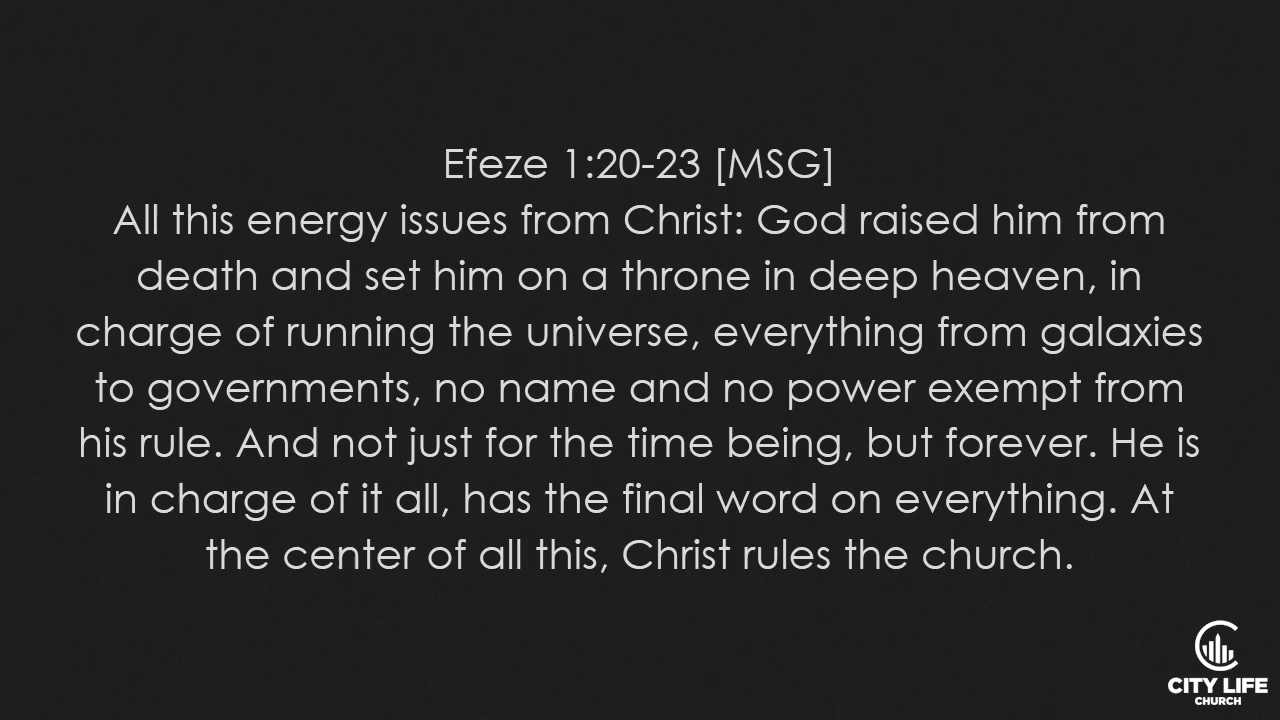 Efeze 1:20-23 [MSG]
All this energy issues from Christ: God raised him from
death and set him on a throne in deep heaven, in
charge of running the universe, everything from galaxies
to governments, no name and no power exempt from
his rule. And not just for the time being, but forever. He is
in charge of it all, has the final word on everything. At
the center of all this, Christ rules the church.
CITY LIFE
CHURCH